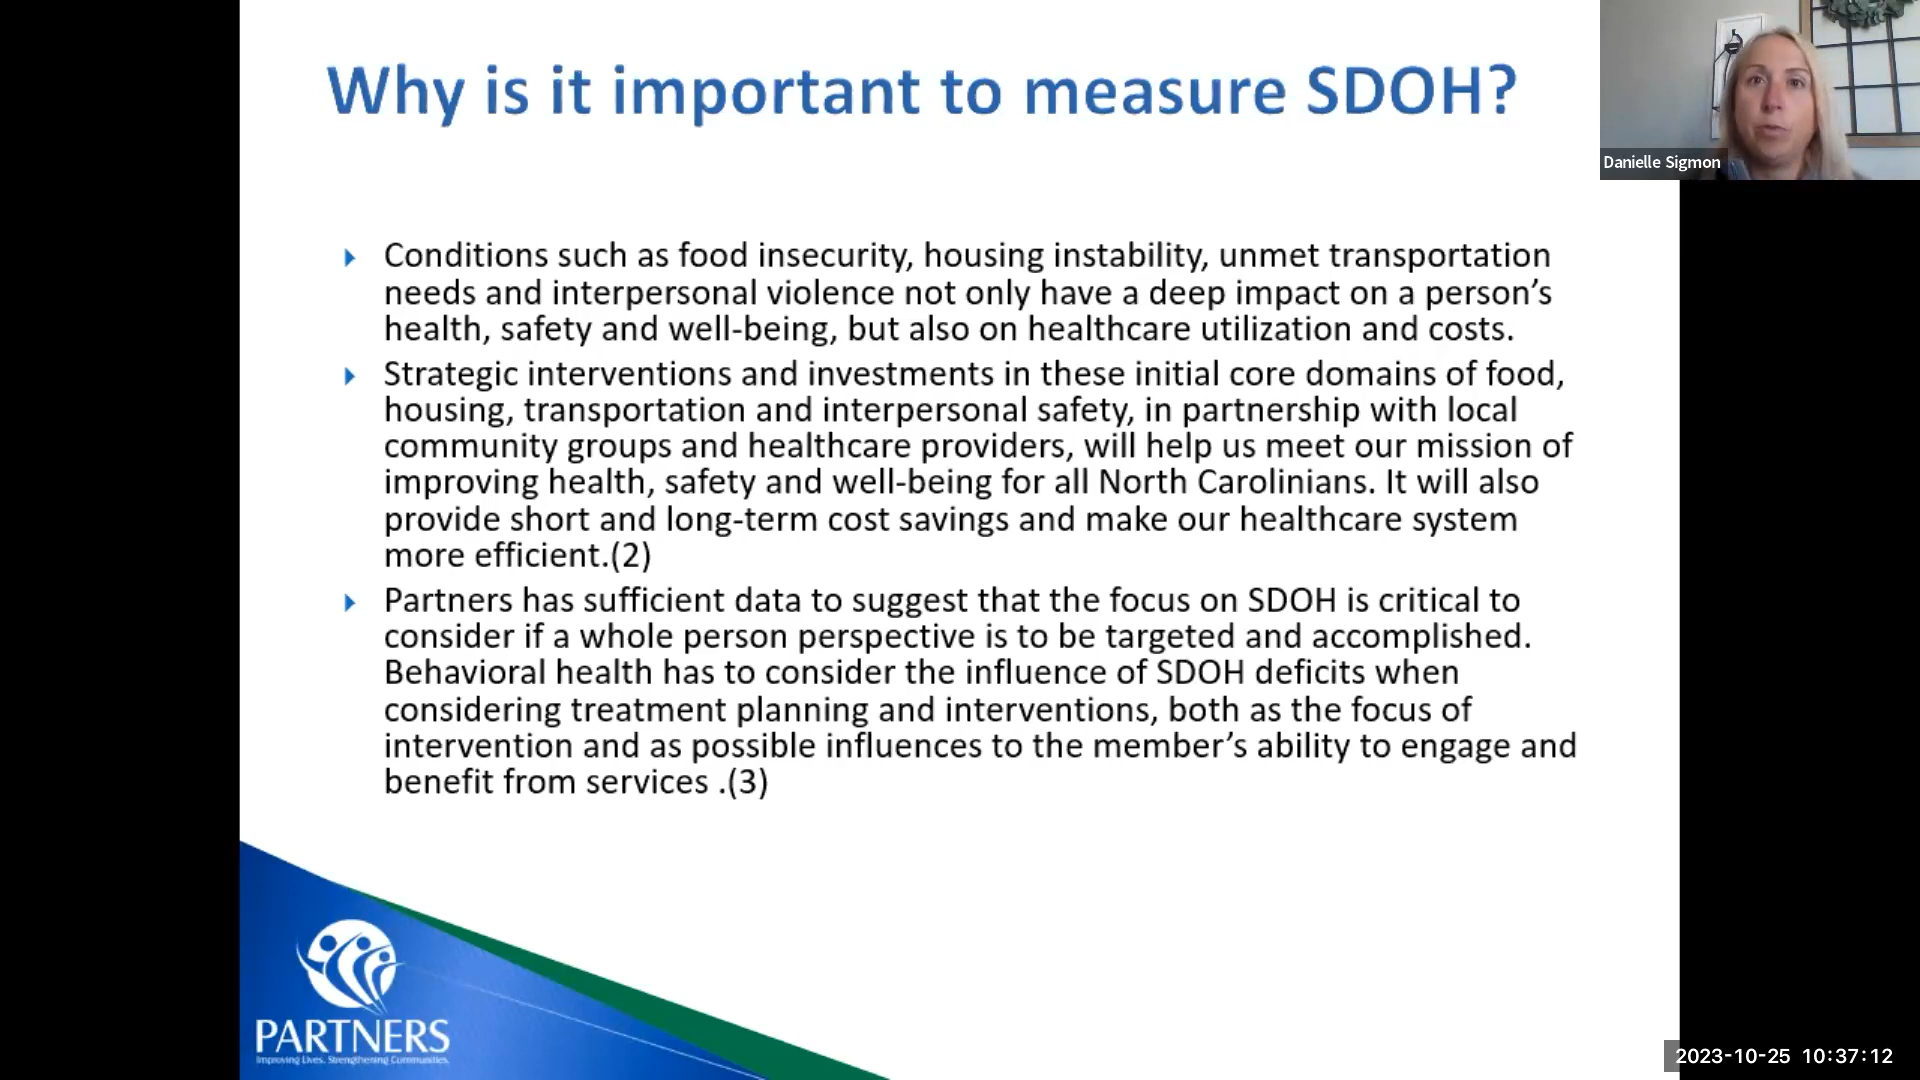 Why is it important to measure SDOH?
Danielle Sigmon
Conditions such as food insecurity, housing instability, unmet transportation
needs and interpersonal violence not only have a deep impact on a person’s
health, safety and well-being, but also on healthcare utilization and costs.
Strategic interventions and investments in these initial core domains of food,
housing, transportation and interpersonal safety, in partnership with local
community groups and healthcare providers, will help us meet our mission of
improving health, safety and well-being for all North Carolinians. It will also
provide short and long-term cost savings and make our healthcare system
more efficient.(2)
Partners has sufficient data to suggest that the focus on SDOH is critical to
consider if a whole person perspective is to be targeted and accomplished.
Behavioral health has to consider the influence of SDOH deficits when
considering treatment planning and interventions, both as the focus of
intervention and as possible influences to the member’s ability to engage and
benefit from services .(3)
PARTNERS
Improving Lives. Strengthening Communities.
2023-10-25 10:37:12